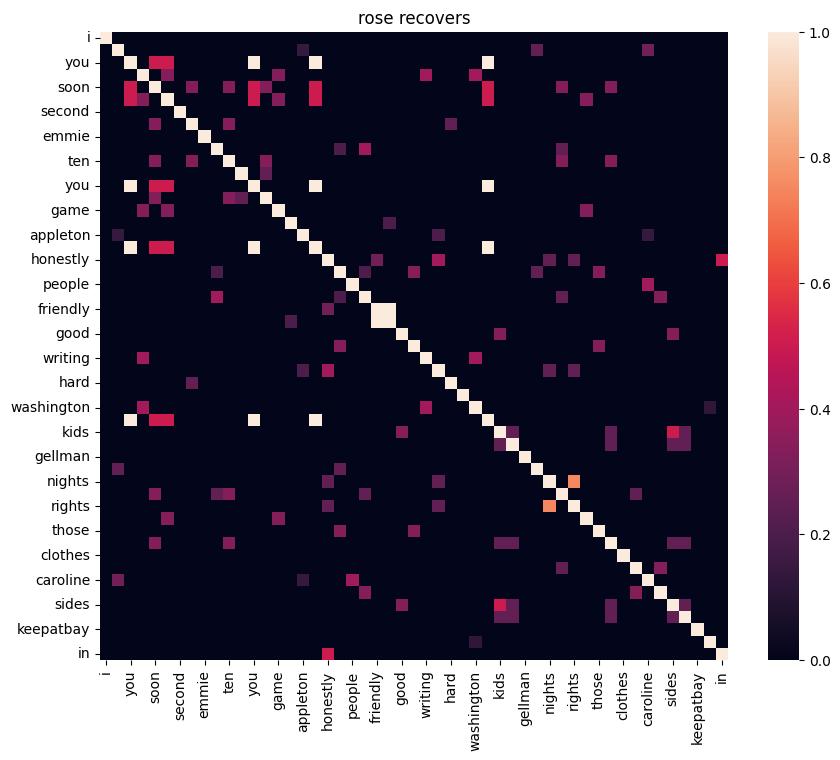 rose recovers
i
you
soon
second
emmie
ten
you
game
appleton
honestly
people
friendly
good
writing
hard
washington
kids
gellman
nights
rights
those
clothes
caroline
sides
keepatbay
in
1.0
0.8
0.6
0.4
0.2
0.0
i
you
soon
second
emmie
ten
you
game
appleton
honestly
people
friendly
good
writing
hard
washington
kids
gellman
nights
rights
those
clothes
caroline
sides
keepatbay
in